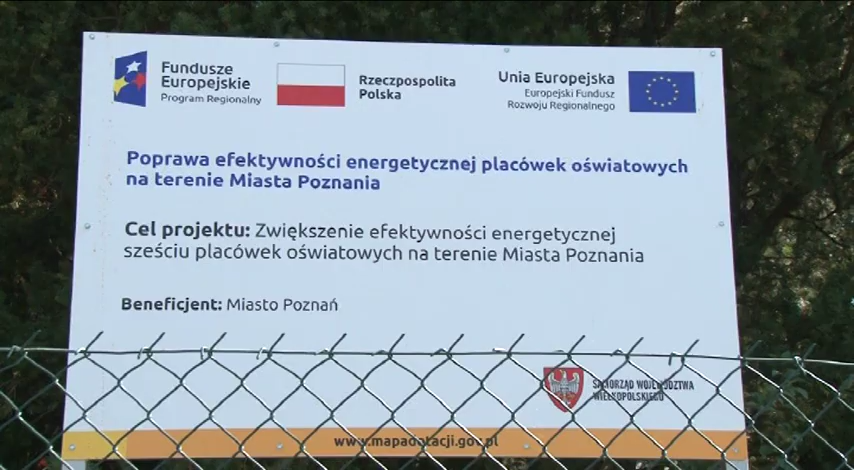 Fundusze
Europejskie
Program Regionalny
Rzeczpospolita
Polska
Unia Europejska
Europejski Fundusz
Rozwoju Regionalnego
Poprawa efektywności energetycznej placówek oświatowych
na terenie Miasta Poznania
Cel projektu: Zwiększenie efektywności energetycznej
sześciu placówek oświatowych na terenie Miasta Poznania
Beneficjent: Miasto Poznań
SAMORZĄD WOJEWÓDZTWA
WIELKOPOLSKIEGO
www.mapadotacji.gov.pl